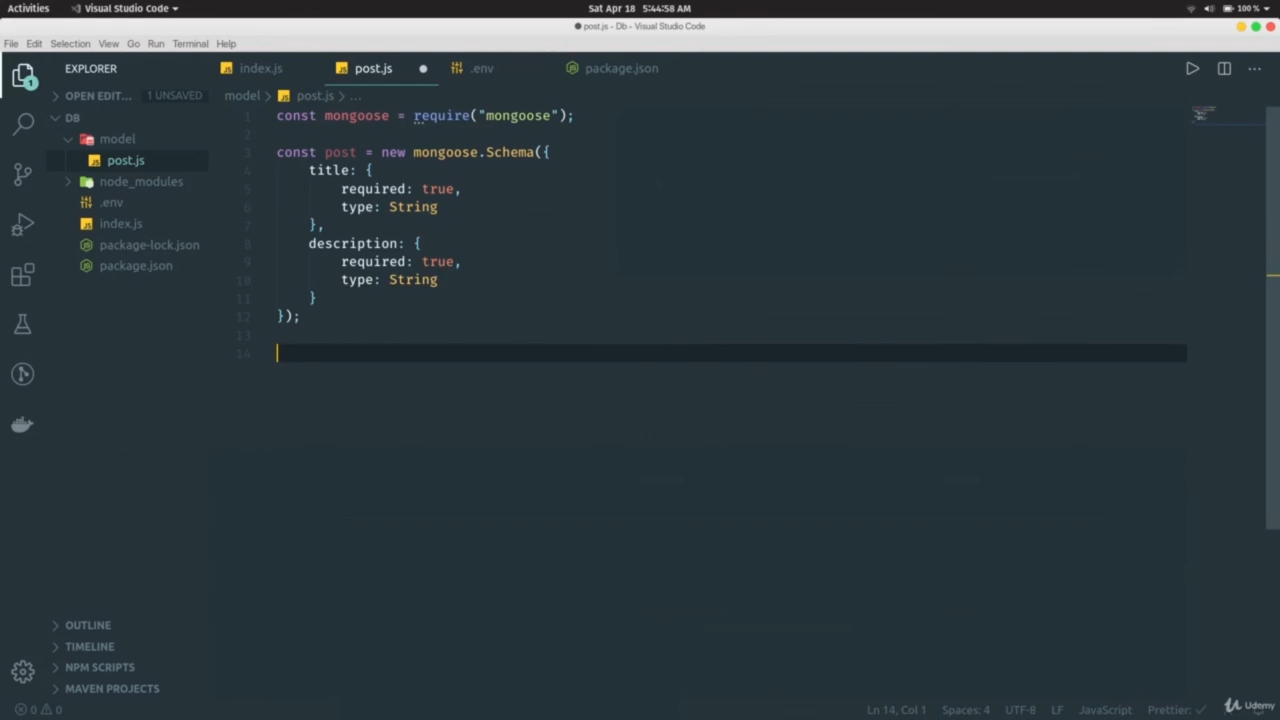 Activities
Visual Studio Code
Sat Apr 18 5:44:58 AM
100 %
post.js - Db - Visual Studio Code
File Edit Selection View Go Run Terminal Help
EXPLORER
index.js
post.js
.env
package.json
OPEN EDIT... 1 UNSAVED
model > post.js > ...
DB
model
post.js
node_modules
.env
index.js
package-lock.json
package.json
1 const mongoose = require("mongoose");
2
3 const post = new mongoose.Schema({
4 title: {
5 required: true,
6 type: String
7 },
8 description: {
9 required: true,
10 type: String
11 }
12 });
13
14
OUTLINE
TIMELINE
NPM SCRIPTS
MAVEN PROJECTS
0 0
Ln 14, Col 1 Spaces: 4 UTF-8 LF JavaScript Prettier: ✓
Udemy
1